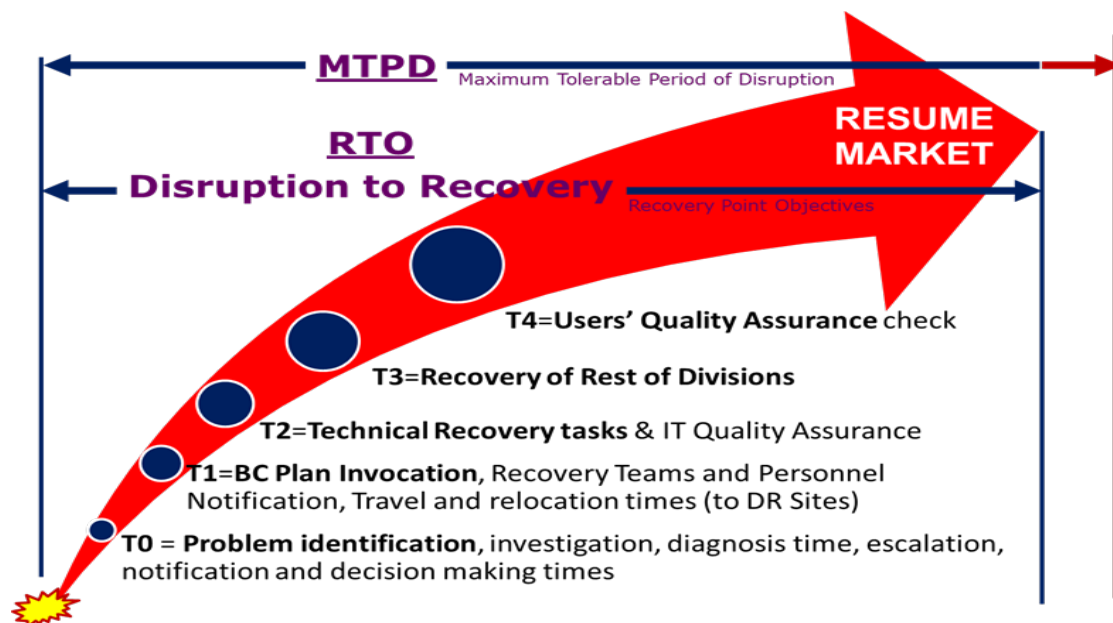 MTPD Maximum Tolerable Period of Disruption
RESUME
MARKET
RTO
Disruption to Recovery Recovery Point Objectives
T4=Users’ Quality Assurance check
T3=Recovery of Rest of Divisions
T2=Technical Recovery tasks & IT Quality Assurance
T1=BC Plan Invocation, Recovery Teams and Personnel
Notification, Travel and relocation times (to DR Sites)
T0 = Problem identification, investigation, diagnosis time, escalation,
notification and decision making times